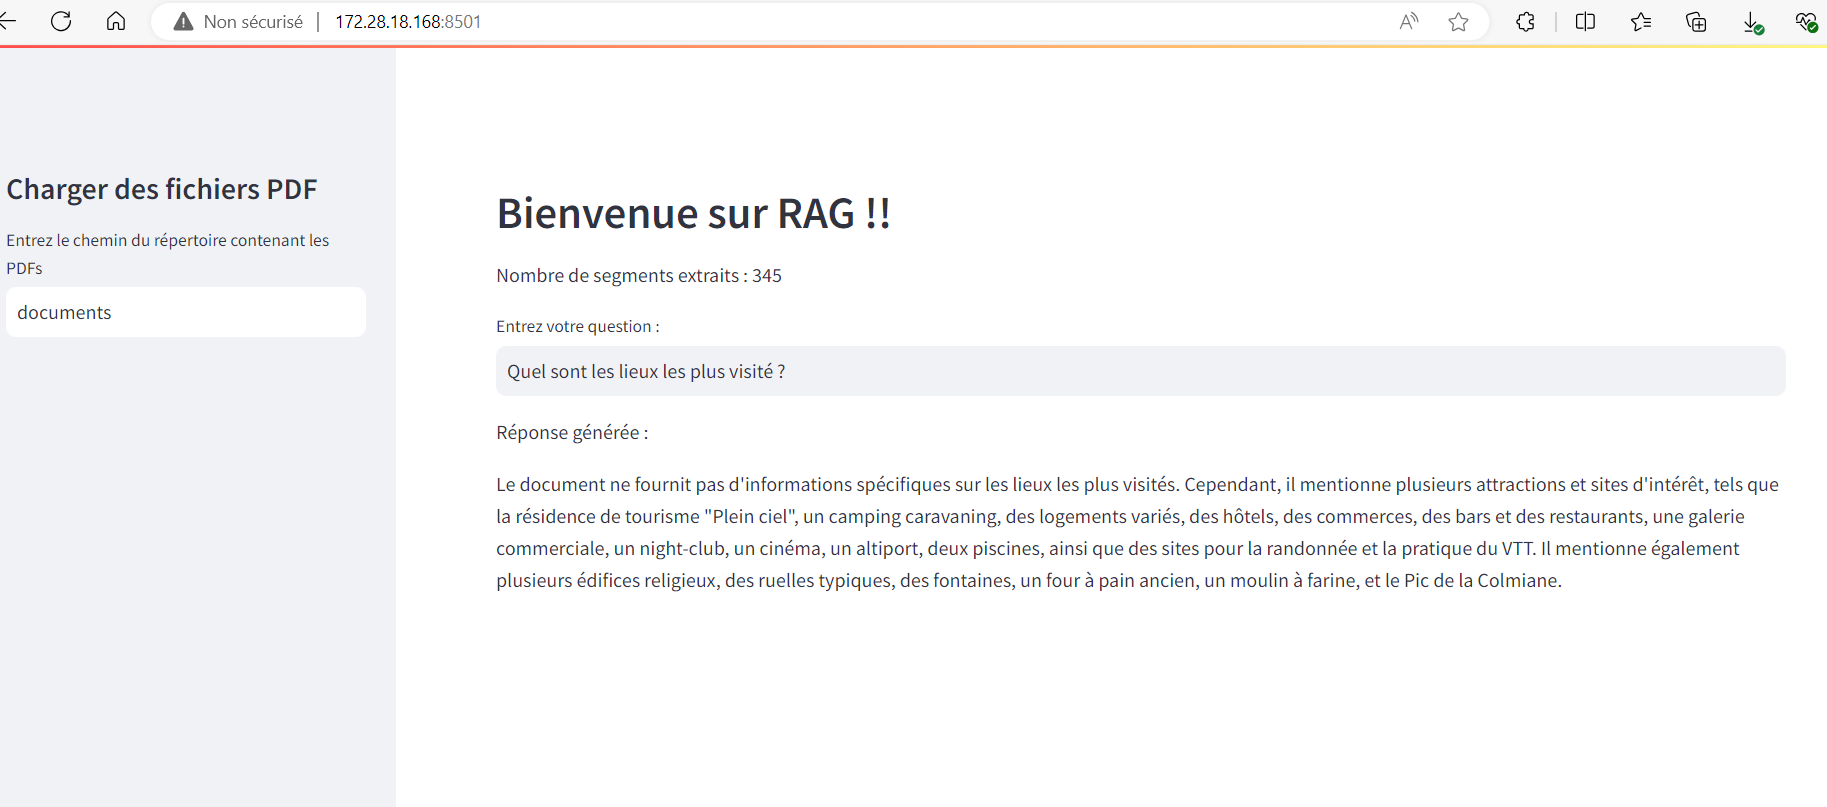 Non sécurisé | 172.28.18.168:8501
Charger des fichiers PDF
Entrez le chemin du répertoire contenant les
PDFs
documents
Bienvenue sur RAG !!
Nombre de segments extraits : 345
Entrez votre question :
Quel sont les lieux les plus visité ?
Réponse générée :
Le document ne fournit pas d'informations spécifiques sur les lieux les plus visités. Cependant, il mentionne plusieurs attractions et sites d'intérêt, tels que
la résidence de tourisme "Plein ciel", un camping caravaning, des logements variés, des hôtels, des commerces, des bars et des restaurants, une galerie
commerciale, un night-club, un cinéma, un altiport, deux piscines, ainsi que des sites pour la randonnée et la pratique du VTT. Il mentionne également
plusieurs édifices religieux, des ruelles typiques, des fontaines, un four à pain ancien, un moulin à farine, et le Pic de la Colmiane.